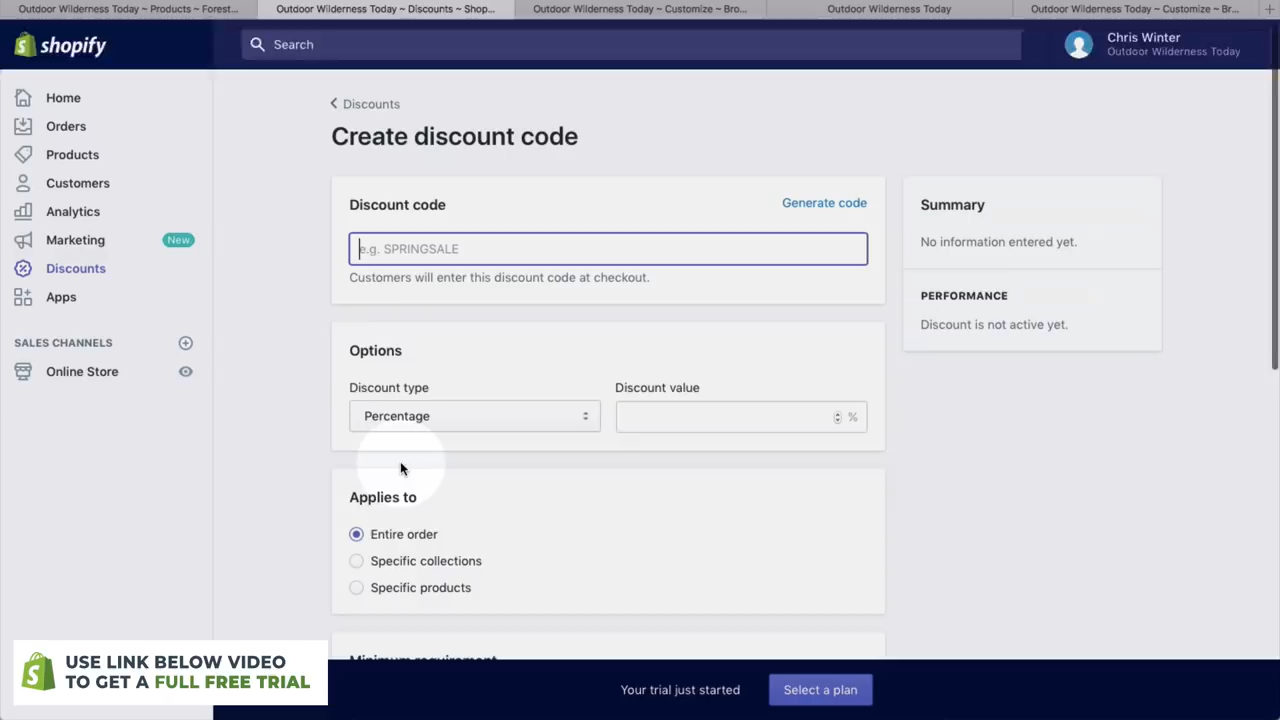 Outdoor Wilderness Today ~ Products ~ Forest...
Outdoor Wilderness Today ~ Discounts ~ Shop...
Outdoor Wilderness Today ~ Customize ~ Bro...
Outdoor Wilderness Today
Outdoor Wilderness Today ~ Customize ~ Br...
shopify
Search
Chris Winter
Outdoor Wilderness Today
Home
Orders
Products
Customers
Analytics
Marketing
New
Discounts
Apps
SALES CHANNELS
Online Store
Discounts
Create discount code
Discount code
Generate code
e.g. SPRINGSALE
Customers will enter this discount code at checkout.
Summary
No information entered yet.
PERFORMANCE
Discount is not active yet.
Options
Discount type
Discount value
Percentage
%
Applies to
Entire order
Specific collections
Specific products
Minimum requirement
USE LINK BELOW VIDEO
TO GET A FULL FREE TRIAL
Your trial just started
Select a plan